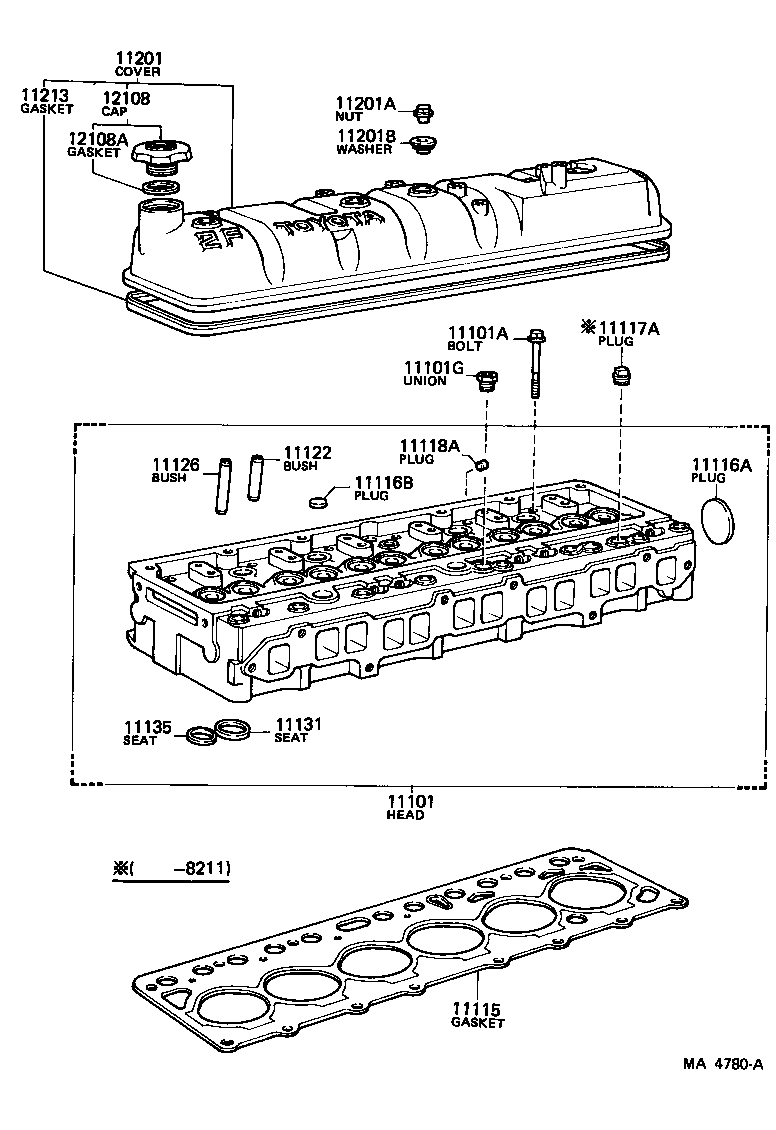 11201
COVER
11213
GASKET
12108
CAP
12108A
GASKET
11201A
NUT
11201B
WASHER
TOYOTA
2F
11101A
BOLT
※11117A
PLUG
11101G
UNION
11126
BUSH
11122
BUSH
11118A
PLUG
11116B
PLUG
11116A
PLUG
11135
SEAT
11131
SEAT
11101
HEAD
※( -8211)
11115
GASKET
MA 4780-A